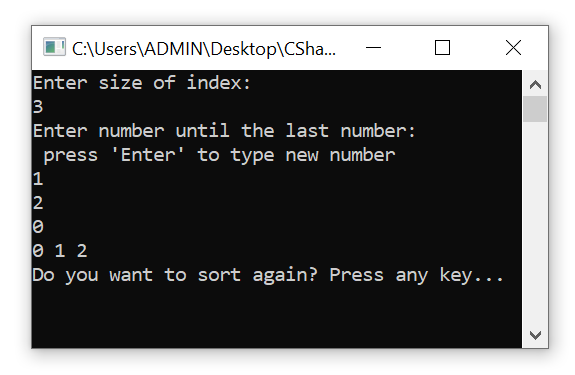 C:\Users\ADMIN\Desktop\CSha...
Enter size of index:
3
Enter number until the last number:
 press 'Enter' to type new number
1
2
0
0 1 2
Do you want to sort again? Press any key...